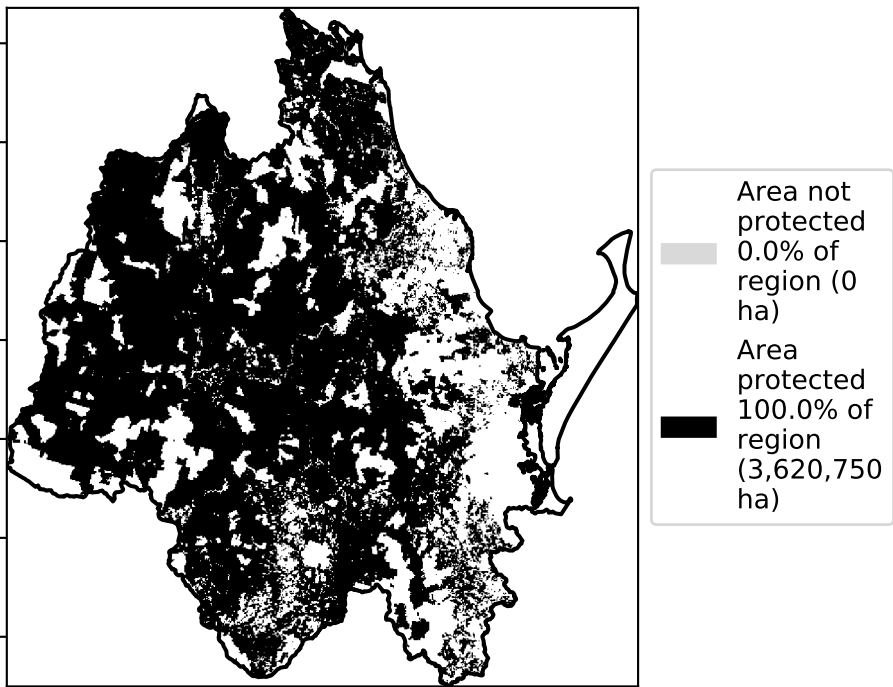 Area not
protected
0.0% of
region (0
ha)
Area
protected
100.0% of
region
(3,620,750
ha)